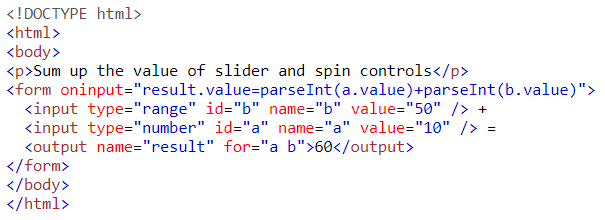 <!DOCTYPE html>
<html>
<body>
<p>Sum up the value of slider and spin controls</p>
<form oninput="result.value=parseInt(a.value)+parseInt(b.value)">
  <input type="range" id="b" name="b" value="50" /> +
  <input type="number" id="a" name="a" value="10" /> =
  <output name="result" for="a b">60</output>
</form>
</body>
</html>